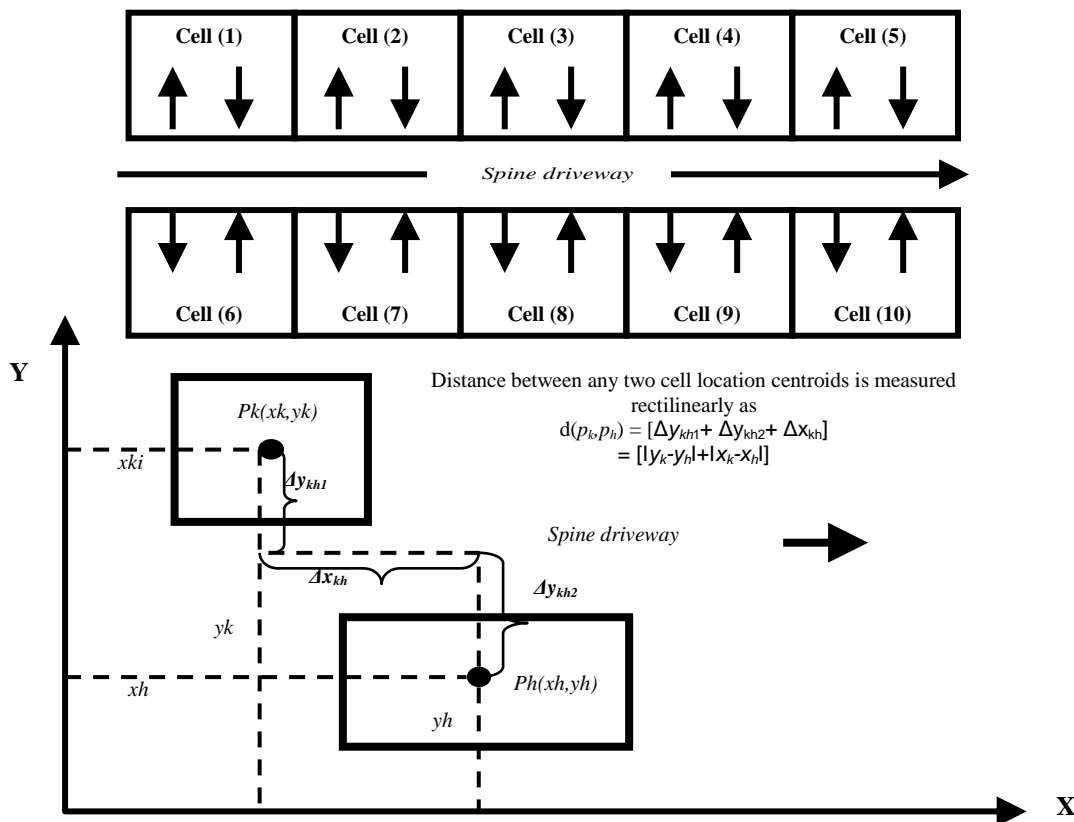 Cell (1) Cell (2) Cell (3) Cell (4) Cell (5)
Spine driveway
Cell (6) Cell (7) Cell (8) Cell (9) Cell (10)
Y
Distance between any two cell location centroids is measured
rectilinearly as
d(pk,ph) = [Δykh1+ Δykh2+ Δxkh]
= [|yk-yh|+|xk-xh|]
Pk(xk,yk)
xki
Δykh1
Spine driveway
Δxkh
Δykh2
yk
xh
Ph(xh,yh)
yh
X